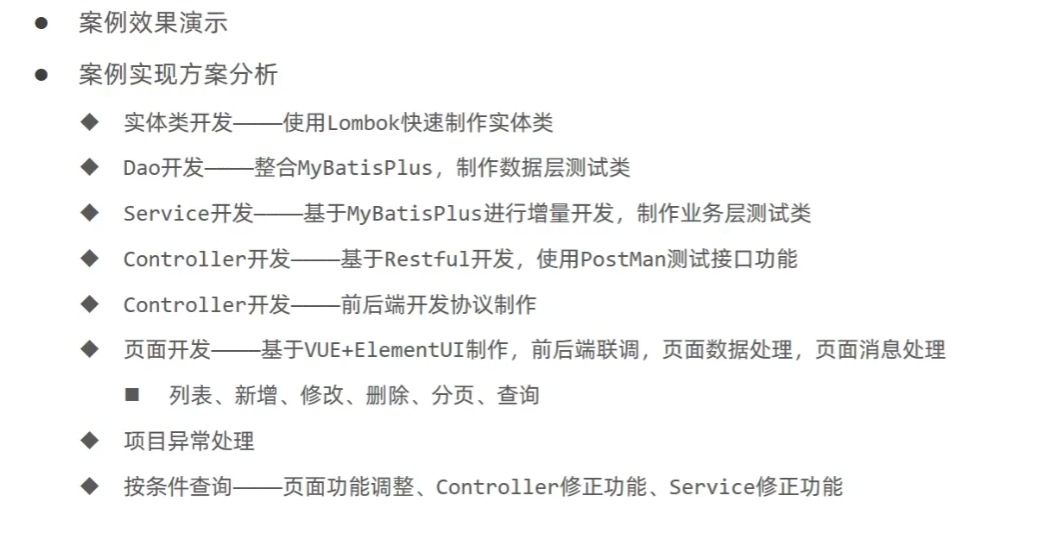 ● 案例效果演示
● 案例实现方案分析
◆ 实体类开发————使用Lombok快速制作实体类
◆ Dao开发————整合MyBatisPlus，制作数据层测试类
◆ Service开发————基于MyBatisPlus进行增量开发，制作业务层测试类
◆ Controller开发————基于Restful开发，使用PostMan测试接口功能
◆ Controller开发————前后端开发协议制作
◆ 页面开发————基于VUE+ElementUI制作，前后端联调，页面数据处理，页面消息处理
■ 列表、新增、修改、删除、分页、查询
◆ 项目异常处理
◆ 按条件查询————页面功能调整、Controller修正功能、Service修正功能